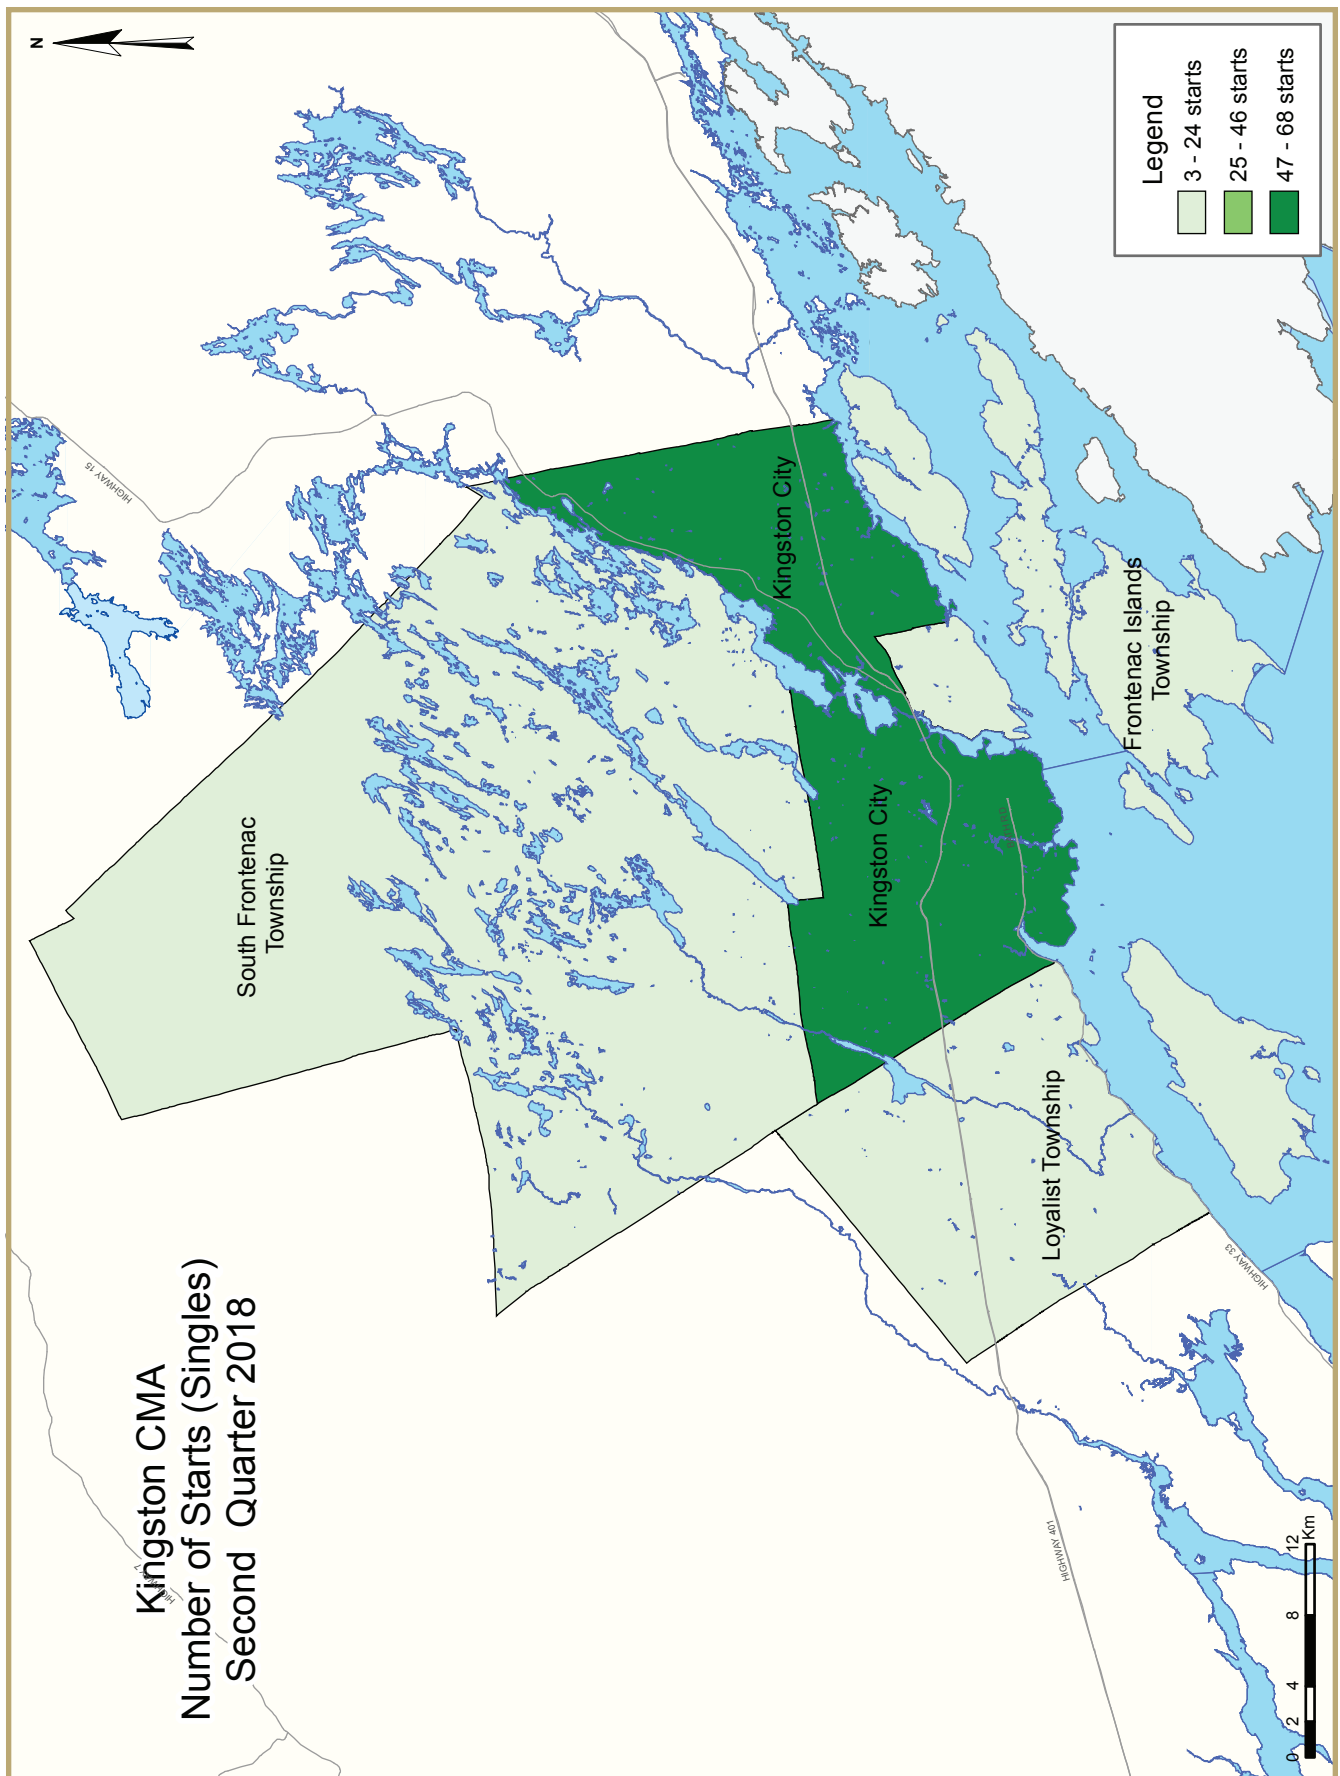 Kingston CMA
Number of Starts (Singles)
Second Quarter 2018
N
HIGHWAY 7
HIGHWAY 15
South Frontenac
Township
Kingston City
Kingston City
Loyalist Township
Frontenac Islands
Township
HIGHWAY 401
HIGHWAY 33
Legend
3 - 24 starts
25 - 46 starts
47 - 68 starts
0 2 4 8 12
Km